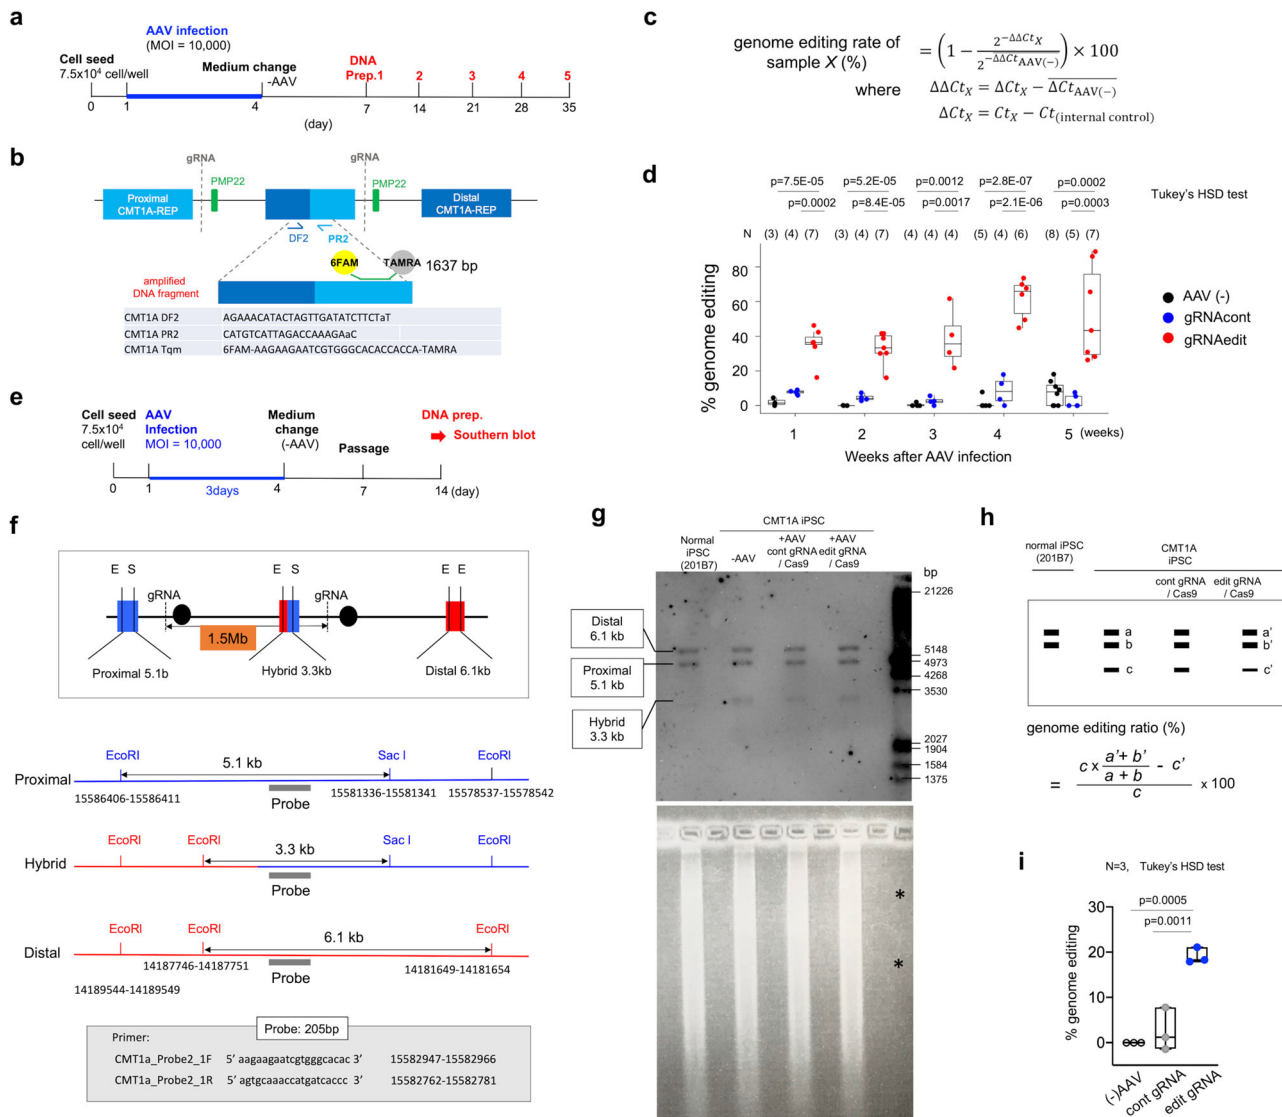 a
AAV infection
(MOI = 10,000)
Cell seed
7.5x10⁴ cell/well
Medium change
-AAV
DNA
Prep.1 2 3 4 5
0 1 4 7 14 21 28 35
(day)
b
gRNA gRNA
PMP22 PMP22
Proximal
CMT1A-REP
Distal
CMT1A-REP
DF2 PR2
6FAM TAMRA 1637 bp
amplified
DNA fragment
CMT1A DF2 AGAAACATACTAGTTGATATCTTCTaT
CMT1A PR2 CATGTCATTAGACCAAAGAaC
CMT1A Tqm 6FAM-AAGAAGAATCGTGGGCACACCACCA-TAMRA
c
genome editing rate of
sample X (%)
= (1 − 2^−ΔΔCt_X / 2^−ΔΔCt_AAV(−)) × 100
where ΔΔCt_X = ΔCt_X − \overline{ΔCt_AAV(−)}
ΔCt_X = Ct_X − Ct_(internal control)
d
p=7.5E-05 p=5.2E-05 p=0.0012 p=2.8E-07 p=0.0002 Tukey's HSD test
p=0.0002 p=8.4E-05 p=0.0017 p=2.1E-06 p=0.0003
N (3) (4) (7) (3) (4) (7) (4) (4) (4) (5) (4) (6) (8) (5) (7)
% genome editing
80
60
40
20
0
1 2 3 4 5 (weeks)
Weeks after AAV infection
AAV (-)
gRNAcont
gRNAedit
e
Cell seed
7.5x10⁴
cell/well
AAV
Infection
MOI = 10,000
Medium
change
(-AAV)
Passage
DNA prep.
Southern blot
0 1 4 7 14 (day)
3days
f
E S E S E E
gRNA gRNA
1.5Mb
Proximal 5.1b Hybrid 3.3kb Distal 6.1kb
EcoRI Sac I EcoRI
5.1 kb
Proximal
15586406-15586411 15581336-15581341 15578537-15578542
Probe
EcoRI EcoRI Sac I EcoRI
3.3 kb
Hybrid
Probe
EcoRI EcoRI EcoRI
6.1 kb
Distal
14187746-14187751 14181649-14181654
Probe
14189544-14189549
Probe: 205bp
Primer:
CMT1a_Probe2_1F 5' aagaagaatcgtgggcacac 3' 15582947-15582966
CMT1a_Probe2_1R 5' agtgcaaaccatgatcaccc 3' 15582762-15582781
g
CMT1A iPSC
Normal
iPSC
(201B7)
-AAV
+AAV
cont gRNA
/ Cas9
+AAV
edit gRNA
/ Cas9
bp
21226
5148
4973
4268
3530
2027
1904
1584
1375
Distal
6.1 kb
Proximal
5.1 kb
Hybrid
3.3 kb
*
*
h
normal iPSC
(201B7)
CMT1A
iPSC
cont gRNA
/ Cas9
edit gRNA
/Cas9
a a'
b b'
c c'
genome editing ratio (%)
= (c x (a'+ b')/(a + b) - c')/c x 100
i
N=3, Tukey's HSD test
p=0.0005
p=0.0011
% genome editing
30
20
10
0
(-)AAV
cont gRNA
edit gRNA